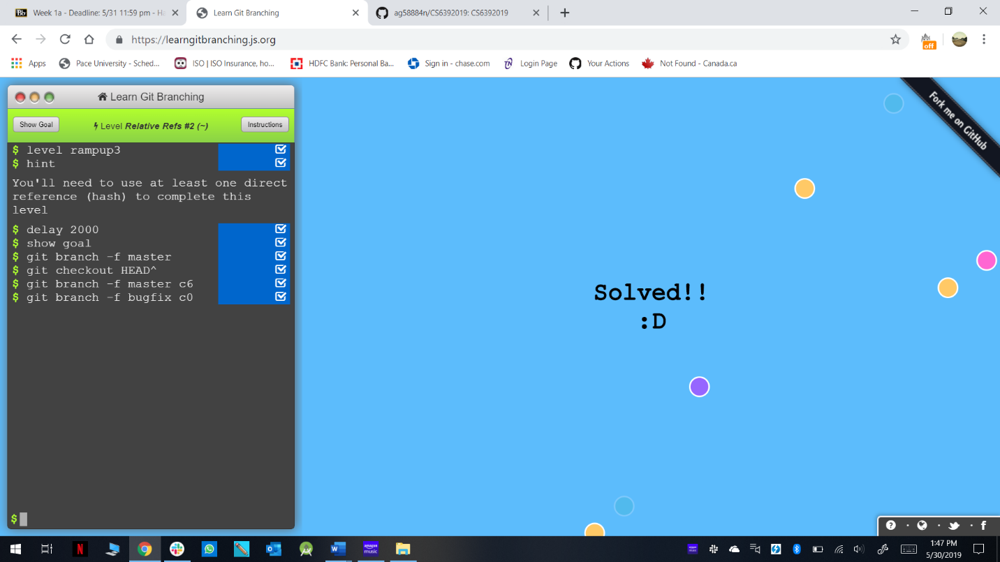 Week 1a - Deadline: 5/31 11:59 pm - Ha
Learn Git Branching
ag58884n/CS6392019: CS6392019
https://learngitbranching.js.org
off
Apps
Pace University - Sched...
ISO | ISO Insurance, ho...
HDFC Bank: Personal Ba...
Sign in - chase.com
Login Page
Your Actions
Not Found - Canada.ca
Learn Git Branching
Show Goal
Level Relative Refs #2 (~)
Instructions
$ level rampup3
$ hint
You'll need to use at least one direct
reference (hash) to complete this
level
$ delay 2000
$ show goal
$ git branch -f master
$ git checkout HEAD^
$ git branch -f master c6
$ git branch -f bugfix c0
$
Fork me on GitHub
Solved!!
:D
1:47 PM
5/30/2019